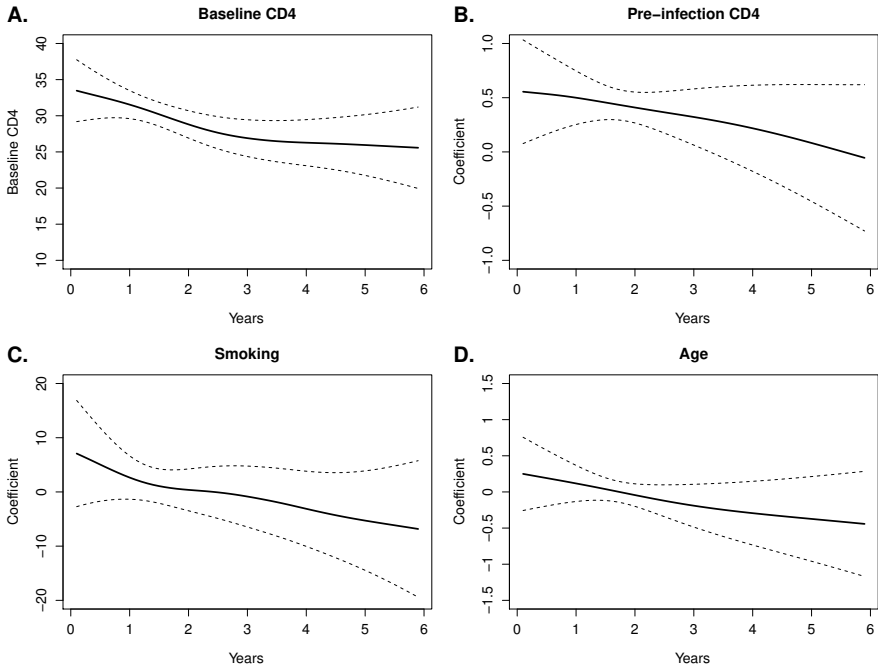 A.
Baseline CD4
Baseline CD4
40
35
30
25
20
15
10
0 1 2 3 4 5 6
Years
B.
Pre−infection CD4
Coefficient
1.0
0.5
0.0
−0.5
−1.0
0 1 2 3 4 5 6
Years
C.
Smoking
Coefficient
20
10
0
−10
−20
0 1 2 3 4 5 6
Years
D.
Age
Coefficient
1.5
1
0.5
0
−0.5
−1
−1.5
0 1 2 3 4 5 6
Years